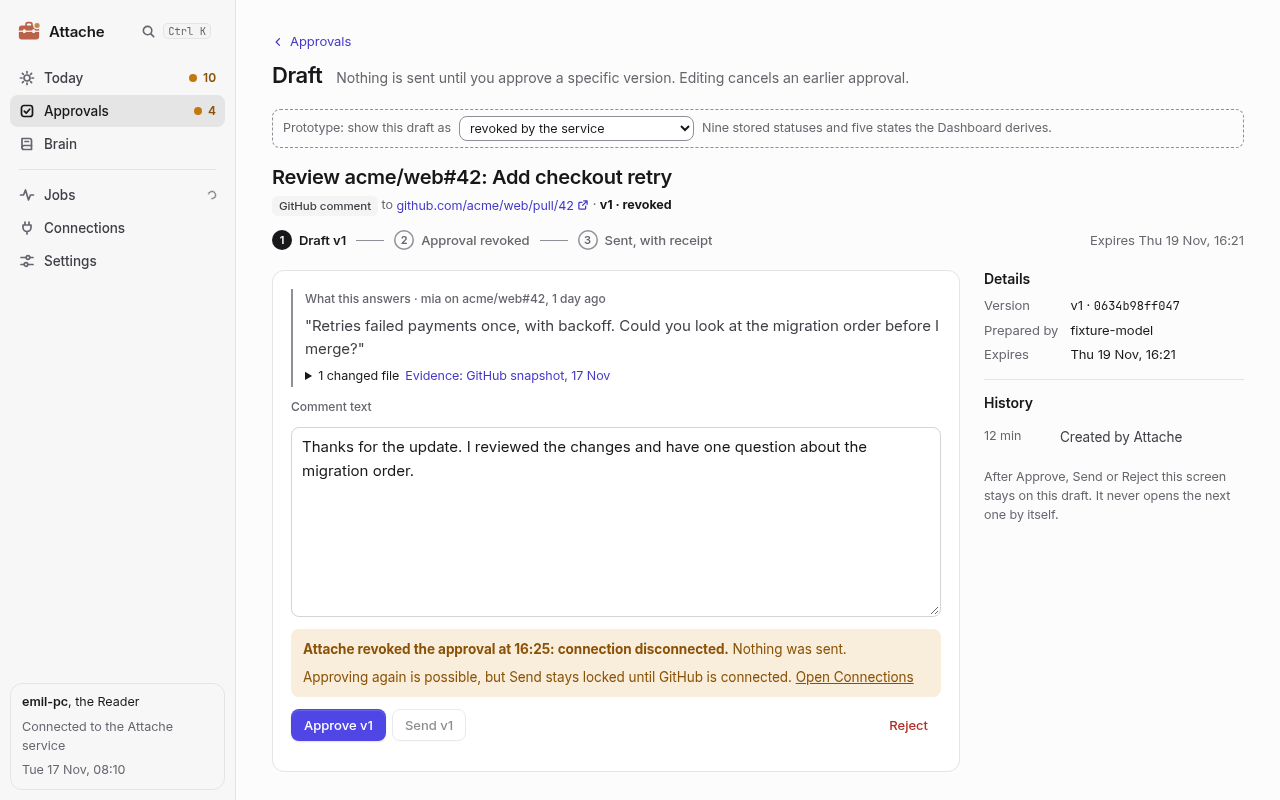 Attache
Ctrl K
Today
10
Approvals
4
Brain
Jobs
Connections
Settings
emil-pc, the Reader
Connected to the Attache
service
Tue 17 Nov, 08:10
Approvals
Draft
Nothing is sent until you approve a specific version. Editing cancels an earlier approval.
Prototype: show this draft as
revoked by the service
Nine stored statuses and five states the Dashboard derives.
Review acme/web#42: Add checkout retry
GitHub comment to github.com/acme/web/pull/42 · v1 · revoked
1 Draft v1
2 Approval revoked
3 Sent, with receipt
Expires Thu 19 Nov, 16:21
What this answers · mia on acme/web#42, 1 day ago
"Retries failed payments once, with backoff. Could you look at the migration order before I
merge?"
1 changed file Evidence: GitHub snapshot, 17 Nov
Comment text
Thanks for the update. I reviewed the changes and have one question about the
migration order.
Attache revoked the approval at 16:25: connection disconnected. Nothing was sent.
Approving again is possible, but Send stays locked until GitHub is connected. Open Connections
Approve v1
Send v1
Reject
Details
Version v1 · 0634b98ff047
Prepared by fixture-model
Expires Thu 19 Nov, 16:21
History
12 min Created by Attache
After Approve, Send or Reject this screen
stays on this draft. It never opens the next
one by itself.